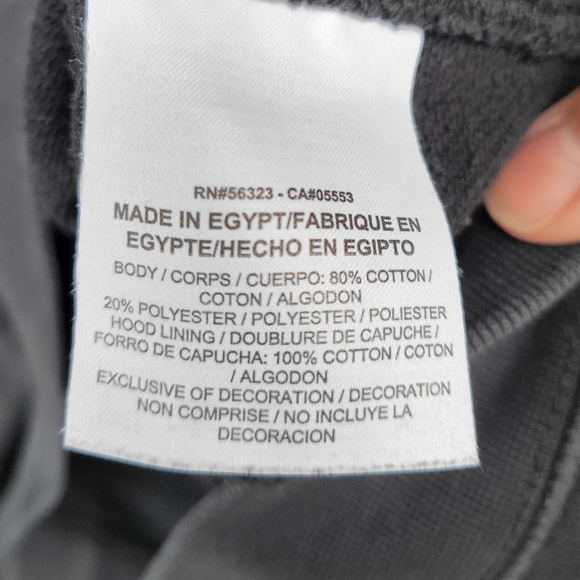 RN#56323 - CA#05553
MADE IN EGYPT/FABRIQUE EN
EGYPTE/HECHO EN EGIPTO
BODY / CORPS / CUERPO: 80% COTTON /
COTON / ALGODON
20% POLYESTER / POLYESTER / POLIESTER
HOOD LINING / DOUBLURE DE CAPUCHE /
FORRO DE CAPUCHA: 100% COTTON / COTON
/ ALGODON
EXCLUSIVE OF DECORATION / DECORATION
NON COMPRISE / NO INCLUYE LA
DECORACION